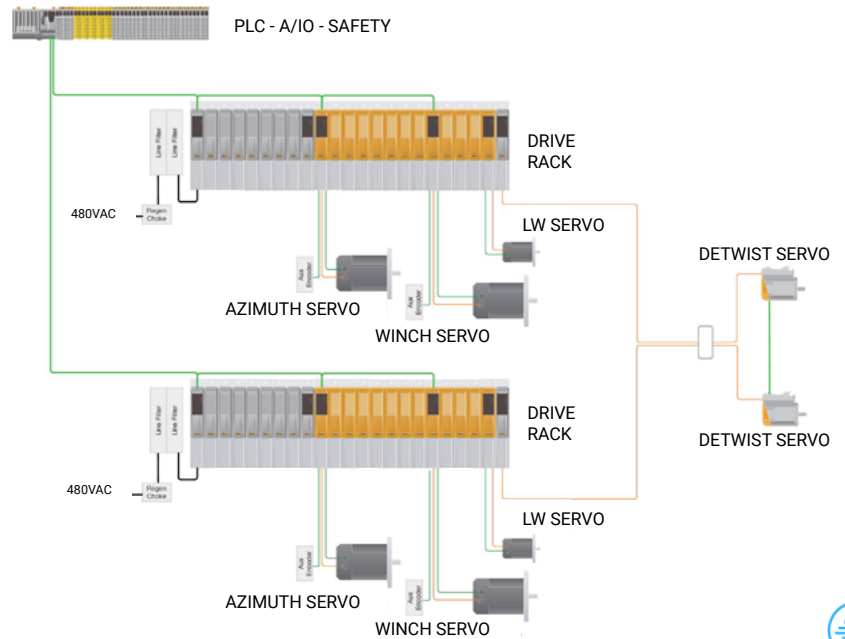 PLC - A/IO - SAFETY
Line Filter
Line Filter
DRIVE
RACK
480VAC
Regen
Choke
LW SERVO
DETWIST SERVO
Aux
Encoder
AZIMUTH SERVO
Aux
Encoder
WINCH SERVO
Line Filter
Line Filter
DRIVE
RACK
DETWIST SERVO
480VAC
Regen
Choke
LW SERVO
Aux
Encoder
AZIMUTH SERVO
Aux
Encoder
WINCH SERVO